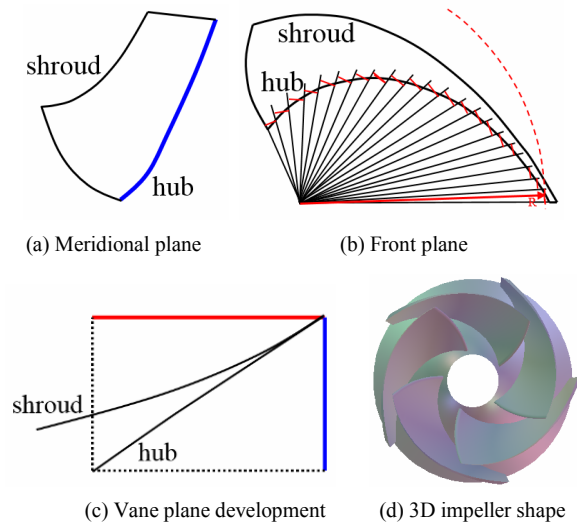 shroud
hub
shroud
hub
R
(a) Meridional plane
(b) Front plane
shroud
hub
(c) Vane plane development
(d) 3D impeller shape